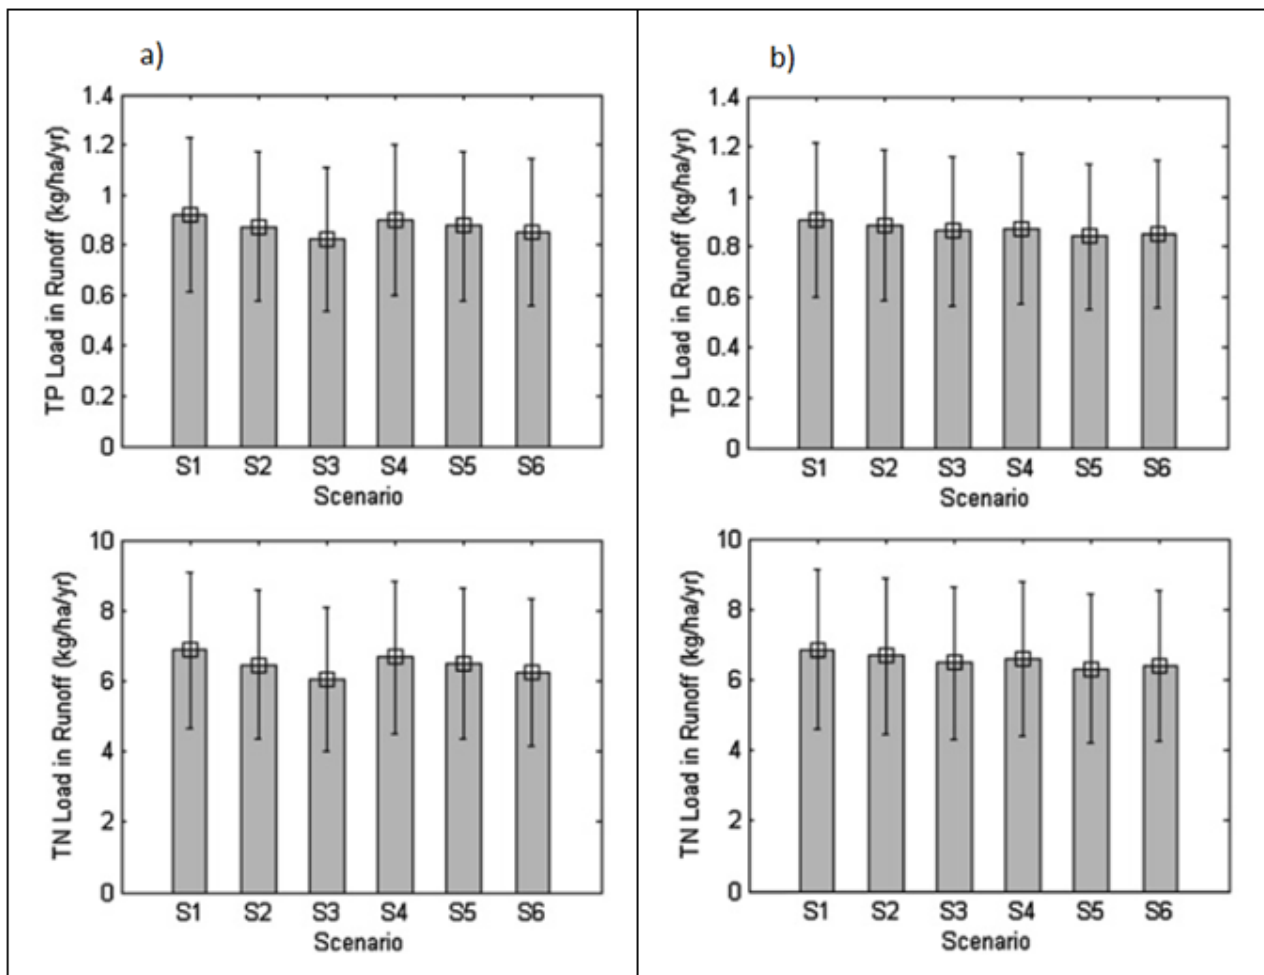 a)
TP Load in Runoff (kg/ha/yr)
1.4
1.2
1
0.8
0.6
0.4
0.2
0
S1 S2 S3 S4 S5 S6
Scenario
TN Load in Runoff (kg/ha/yr)
10
8
6
4
2
0
S1 S2 S3 S4 S5 S6
Scenario
b)
TP Load in Runoff (kg/ha/yr)
1.4
1.2
1
0.8
0.6
0.4
0.2
0
S1 S2 S3 S4 S5 S6
Scenario
TN Load in Runoff (kg/ha/yr)
10
8
6
4
2
0
S1 S2 S3 S4 S5 S6
Scenario